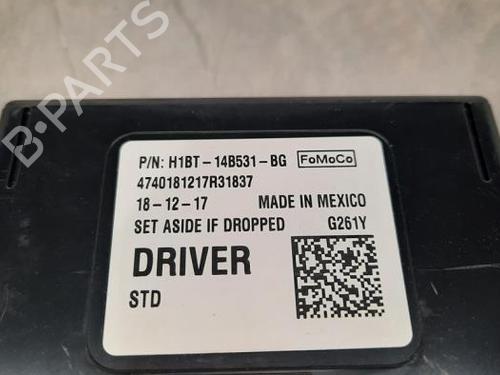 B-PARTS
P/N: H1BT-14B531-BG FoMoCo
4740181217R31837
18-12-17 MADE IN MEXICO
SET ASIDE IF DROPPED G261Y
DRIVER
STD